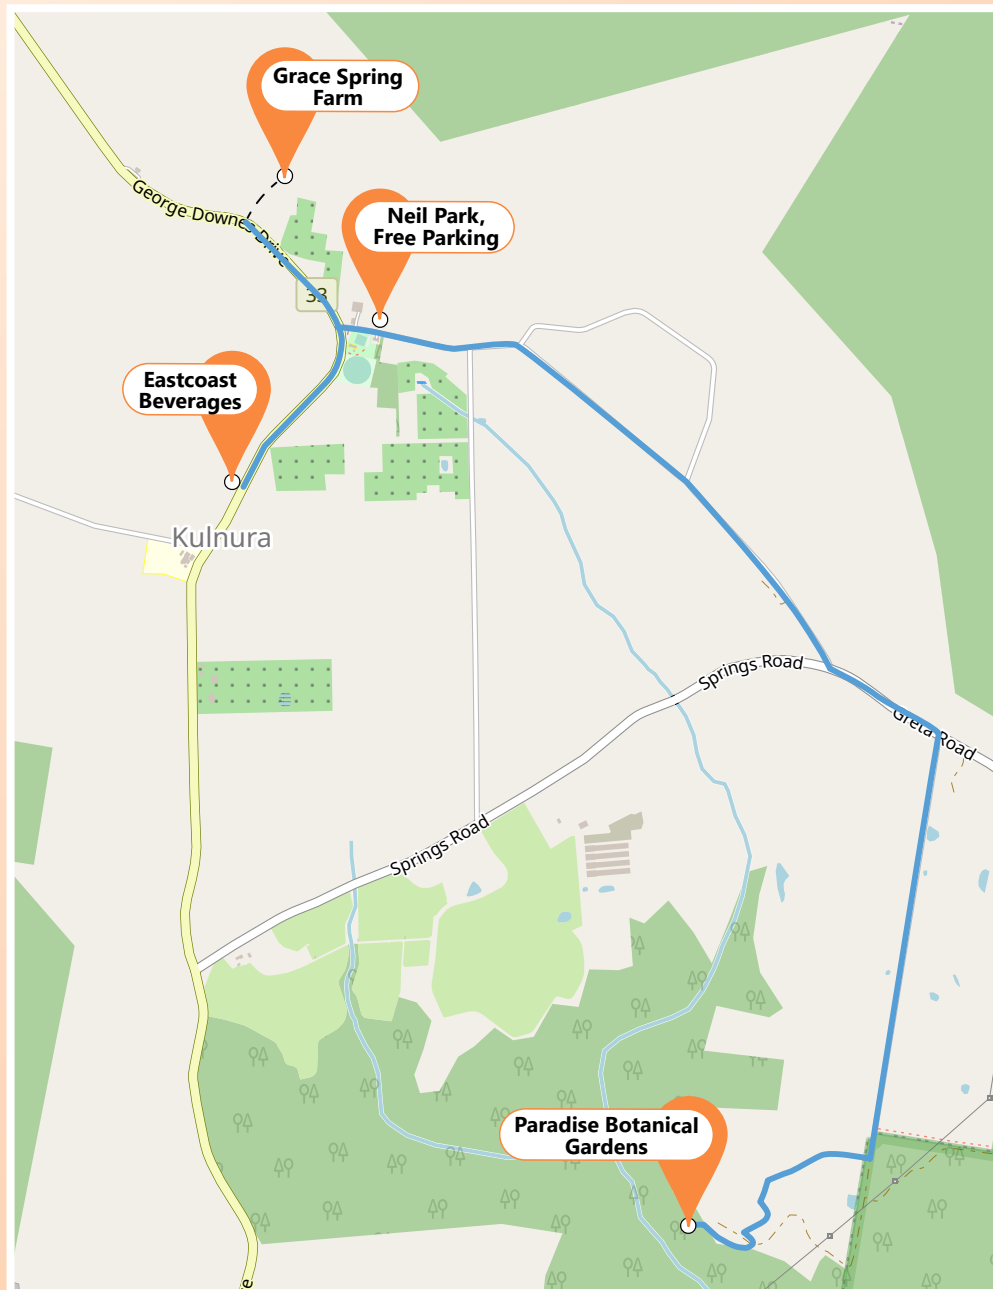 Grace Spring
Farm
George Downes Drive
Neil Park,
Free Parking
33
Eastcoast
Beverages
Kulnura
Springs Road
Greta Road
Springs Road
Paradise Botanical
Gardens
e